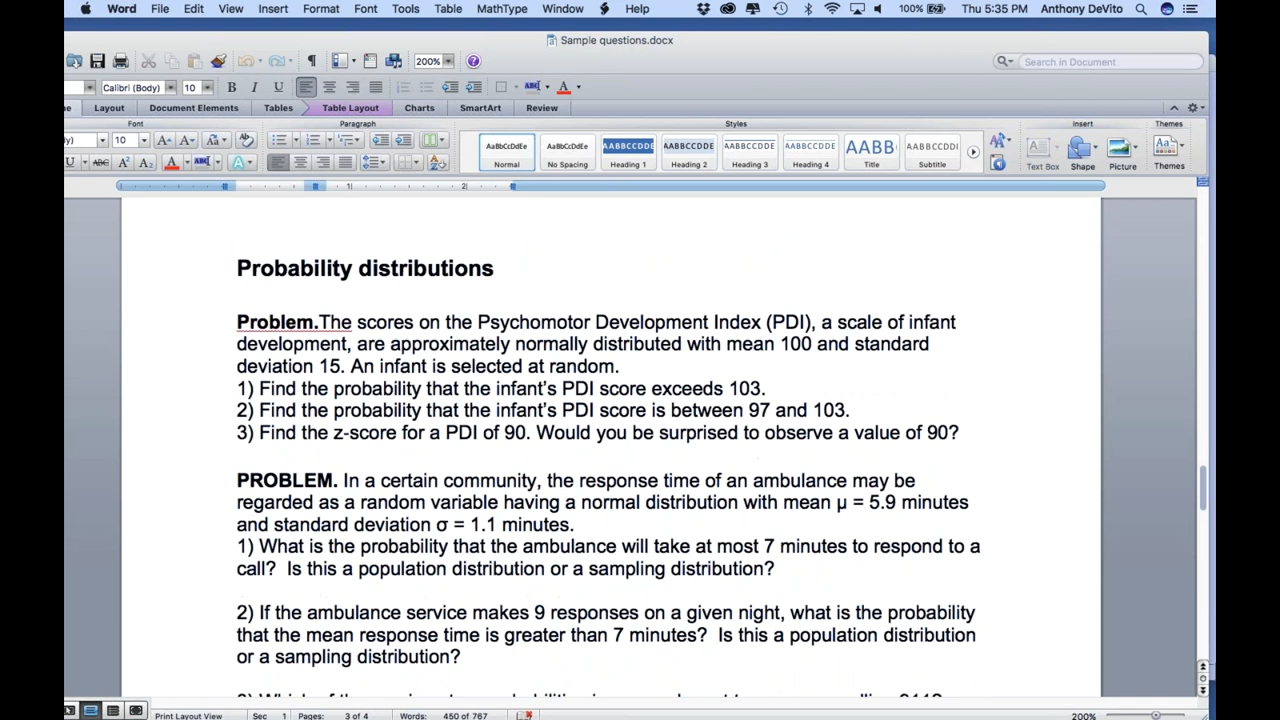 Word File Edit View Insert Format Font Tools Table MathType Window Help 100% Thu 5:35 PM Anthony DeVito
Sample questions.docx
200% Search in Document
Calibri (Body) 10 B I U ABC A
me Layout Document Elements Tables Table Layout Charts SmartArt Review
Font Paragraph Styles Insert Themes
y) 10 A A Aa AaBbCcDdEe AaBbCcDdEe AABBCCDDE AABBCCDDE AABBCCDDE AABBCCDDE AABB AABBCCDDEE A Aa
U ABC A2 A2 A ABC A Normal No Spacing Heading 1 Heading 2 Heading 3 Heading 4 Title Subtitle Text Box Shape Picture Themes
1 2
Probability distributions
Problem.The scores on the Psychomotor Development Index (PDI), a scale of infant
development, are approximately normally distributed with mean 100 and standard
deviation 15. An infant is selected at random.
1) Find the probability that the infant's PDI score exceeds 103.
2) Find the probability that the infant's PDI score is between 97 and 103.
3) Find the z-score for a PDI of 90. Would you be surprised to observe a value of 90?
PROBLEM. In a certain community, the response time of an ambulance may be
regarded as a random variable having a normal distribution with mean µ = 5.9 minutes
and standard deviation σ = 1.1 minutes.
1) What is the probability that the ambulance will take at most 7 minutes to respond to a
call? Is this a population distribution or a sampling distribution?
2) If the ambulance service makes 9 responses on a given night, what is the probability
that the mean response time is greater than 7 minutes? Is this a population distribution
or a sampling distribution?
Print Layout View Sec 1 Pages: 3 of 4 Words: 450 of 767 200%